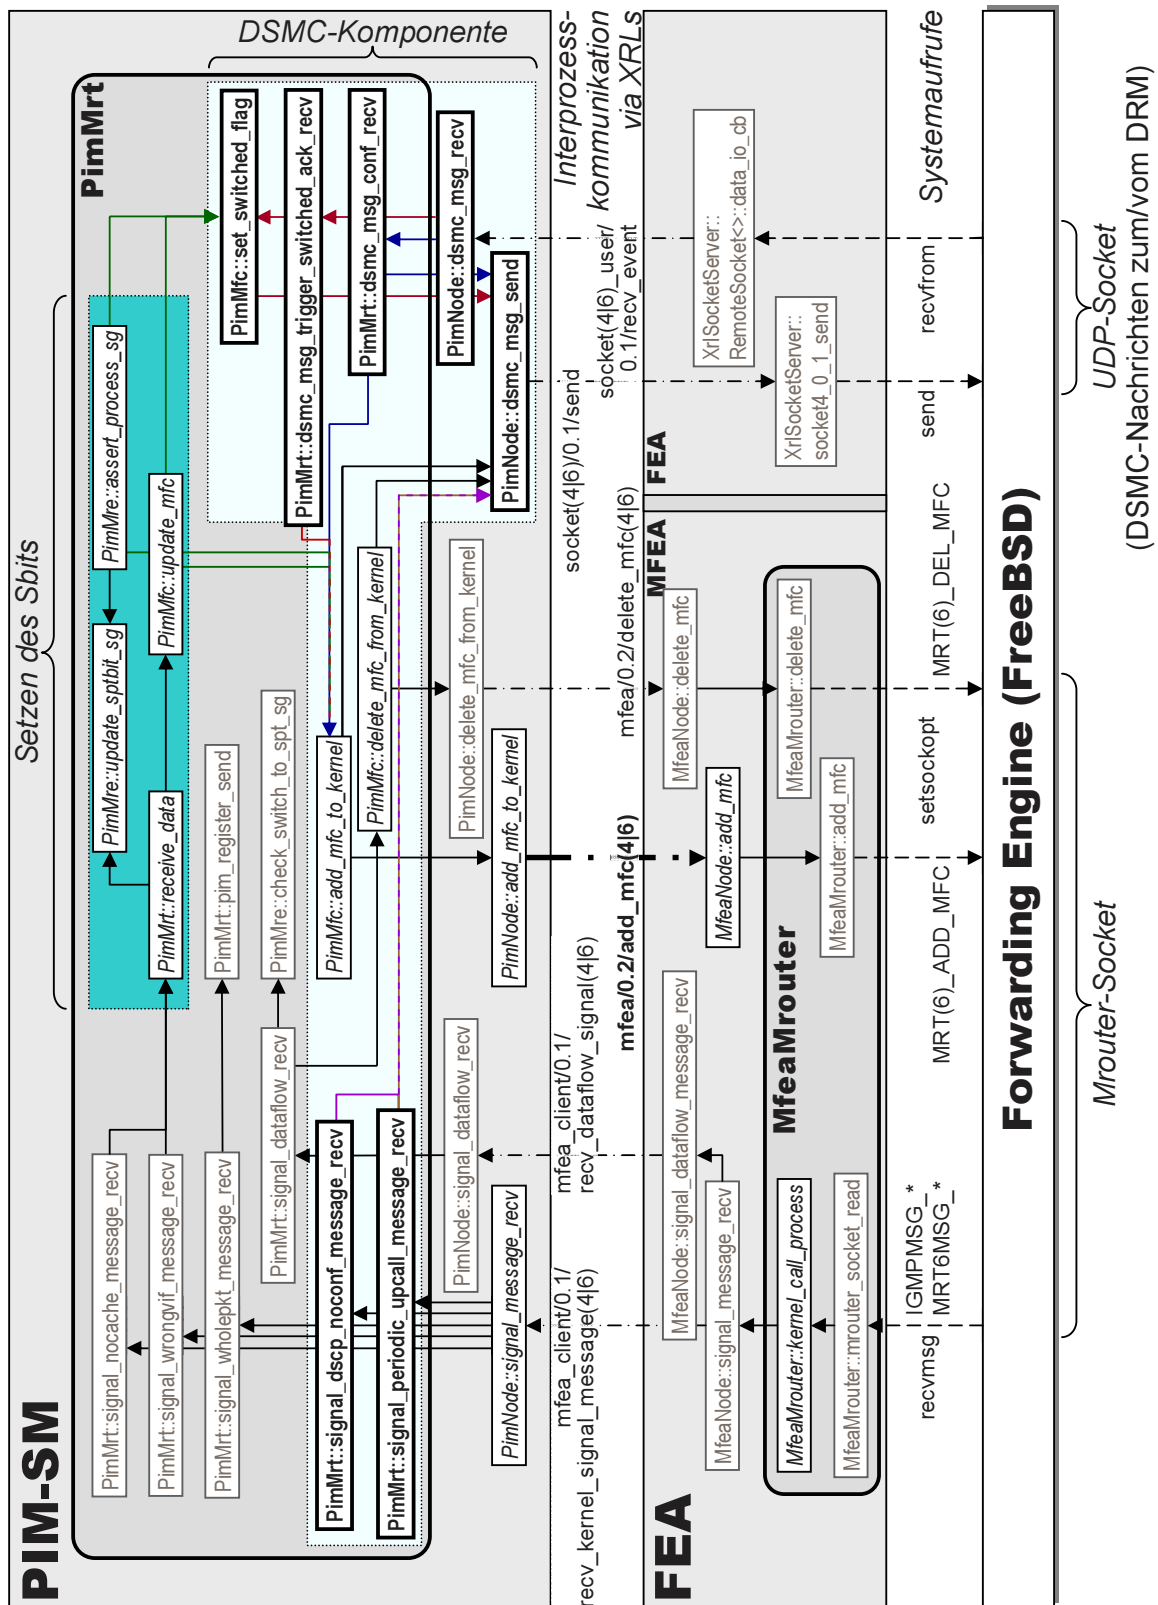 Setzen des Sbits
DSMC-Komponente
PIM-SM
PimMrt
PimMrt::signal_nocache_message_recv
PimMrt::signal_wrongvif_message_recv
PimMrt::signal_wholepkt_message_recv
PimMrt::signal_dataflow_recv
PimMrt::signal_dscp_noconf_message_recv
PimMrt::signal_periodic_upcall_message_recv
PimNode::signal_dataflow_recv
PimNode::signal_message_recv
PimMre::update_sptbit_sg
PimMre::assert_process_sg
PimMrt::receive_data
PimMfc::update_mfc
PimMrt::pim_register_send
PimMre::check_switch_to_spt_sg
PimMfc::add_mfc_to_kernel
PimMfc::delete_mfc_from_kernel
PimNode::delete_mfc_from_kernel
PimNode::add_mfc_to_kernel
PimMfc::set_switched_flag
PimMrt::dsmc_msg_trigger_switched_ack_recv
PimMrt::dsmc_msg_conf_recv
PimNode::dsmc_msg_recv
PimNode::dsmc_msg_send
mfea_client/0.1/
recv_kernel_signal_message(4|6)
mfea_client/0.1/
recv_dataflow_signal(4|6)
mfea/0.2/add_mfc(4|6)
mfea/0.2/delete_mfc(4|6)
socket(4|6)/0.1/send
socket(4|6)_user/
0.1/recv_event
Interprozess-
kommunikation
via XRLs
FEA
MFEA
FEA
MfeaNode::signal_dataflow_message_recv
MfeaNode::signal_message_recv
MfeaNode::delete_mfc
MfeaNode::add_mfc
MfeaMrouter
MfeaMrouter::kernel_call_process
MfeaMrouter::mrouter_socket_read
MfeaMrouter::delete_mfc
MfeaMrouter::add_mfc
XrlSocketServer::
RemoteSocket<>::data_io_cb
XrlSocketServer::
socket4_0_1_send
recvmsg
IGMPMSG_*
MRT6MSG_*
setsockopt
MRT(6)_ADD_MFC
MRT(6)_DEL_MFC
send
recvfrom
Systemaufrufe
Forwarding Engine (FreeBSD)
Mrouter-Socket
UDP-Socket
(DSMC-Nachrichten zum/vom DRM)